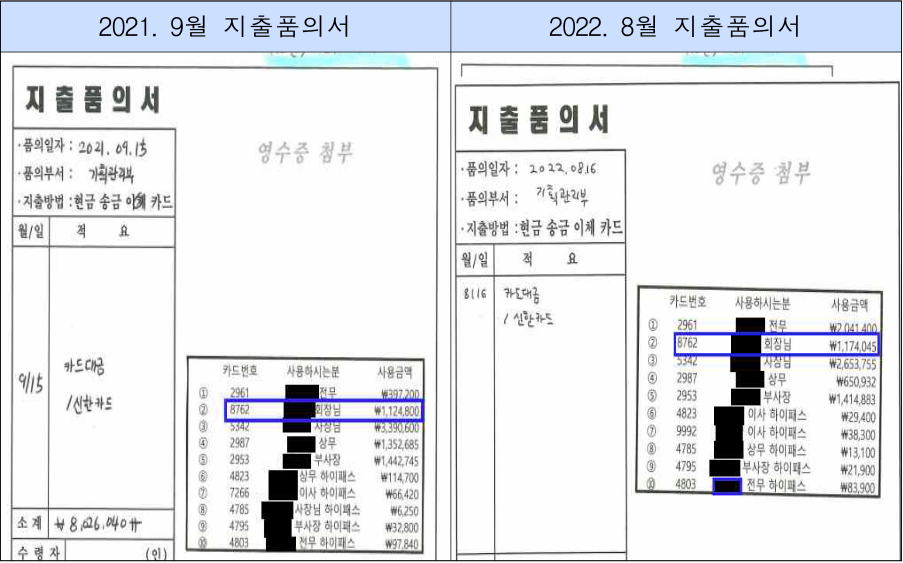 2021. 9월 지출품의서
지출품의서
·품의일자 : 2021. 09.15
·품의부서 : 기획관리부
·지출방법 : 현금 송금 이체 카드
영수증 첨부
월/일 적 요
9/15 카드대금
/신한카드
카드번호 사용하시는분 사용금액
① 2961 전무 ₩397,200
② 8762 회장님 ₩1,124,800
③ 5342 사장님 ₩3,390,600
④ 2987 상무 ₩1,352,685
⑤ 2953 부사장 ₩1,442,745
⑥ 4823 상무 하이패스 ₩114,700
⑦ 7266 이사 하이패스 ₩66,420
⑧ 4785 사장님 하이패스 ₩6,250
⑨ 4795 부사장 하이패스 ₩32,800
⑩ 4803 전무 하이패스 ₩97,840
소계 ₩8,026,040
수령자 (인)
2022. 8월 지출품의서
지출품의서
·품의일자 : 2022.08.16
·품의부서 : 기획관리부
·지출방법 : 현금 송금 이체 카드
영수증 첨부
월/일 적 요
8/16 카드대금
/신한카드
카드번호 사용하시는분 사용금액
① 2961 전무 ₩2,041,400
② 8762 회장님 ₩1,174,045
③ 5342 사장님 ₩2,653,755
④ 2987 상무 ₩650,932
⑤ 2953 부사장 ₩1,414,883
⑥ 4823 이사 하이패스 ₩29,400
⑦ 9992 이사 하이패스 ₩38,300
⑧ 4785 상무 하이패스 ₩13,100
⑨ 4795 부사장 하이패스 ₩21,900
⑩ 4803 전무 하이패스 ₩83,900